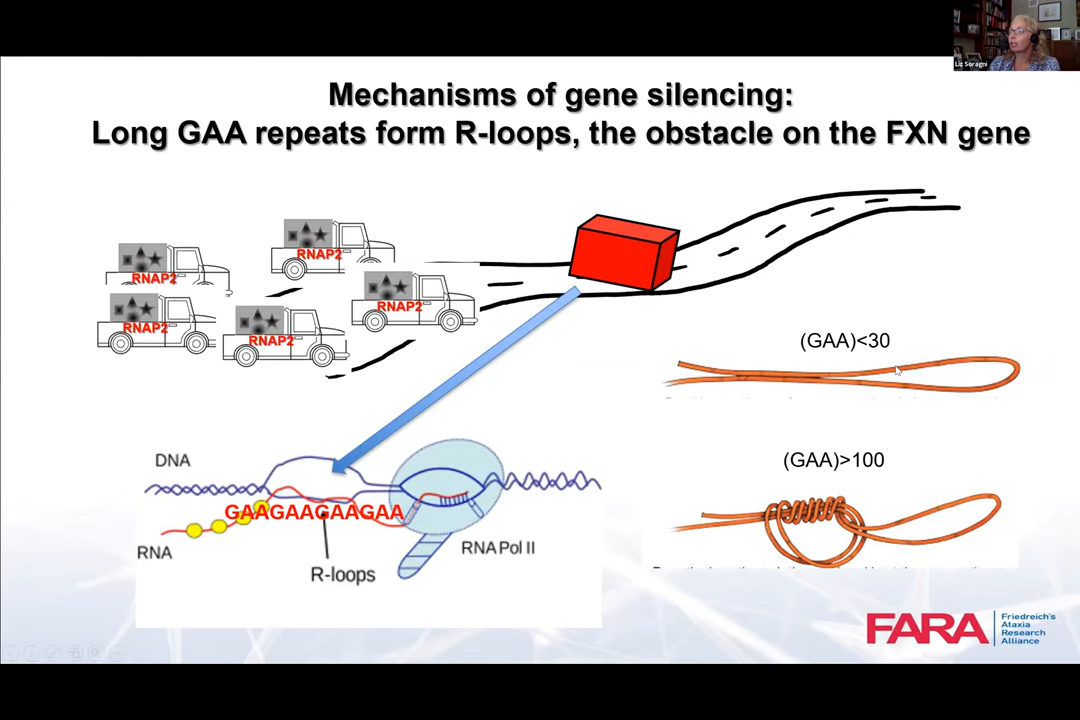 Liz Soragni
Mechanisms of gene silencing:
Long GAA repeats form R-loops, the obstacle on the FXN gene
RNAP2
RNAP2
RNAP2
RNAP2
RNAP2
(GAA)<30
(GAA)>100
DNA
GAAGAAGAAGAA
RNA
RNA Pol II
R-loops
FARA
Friedreich's
Ataxia
Research
Alliance